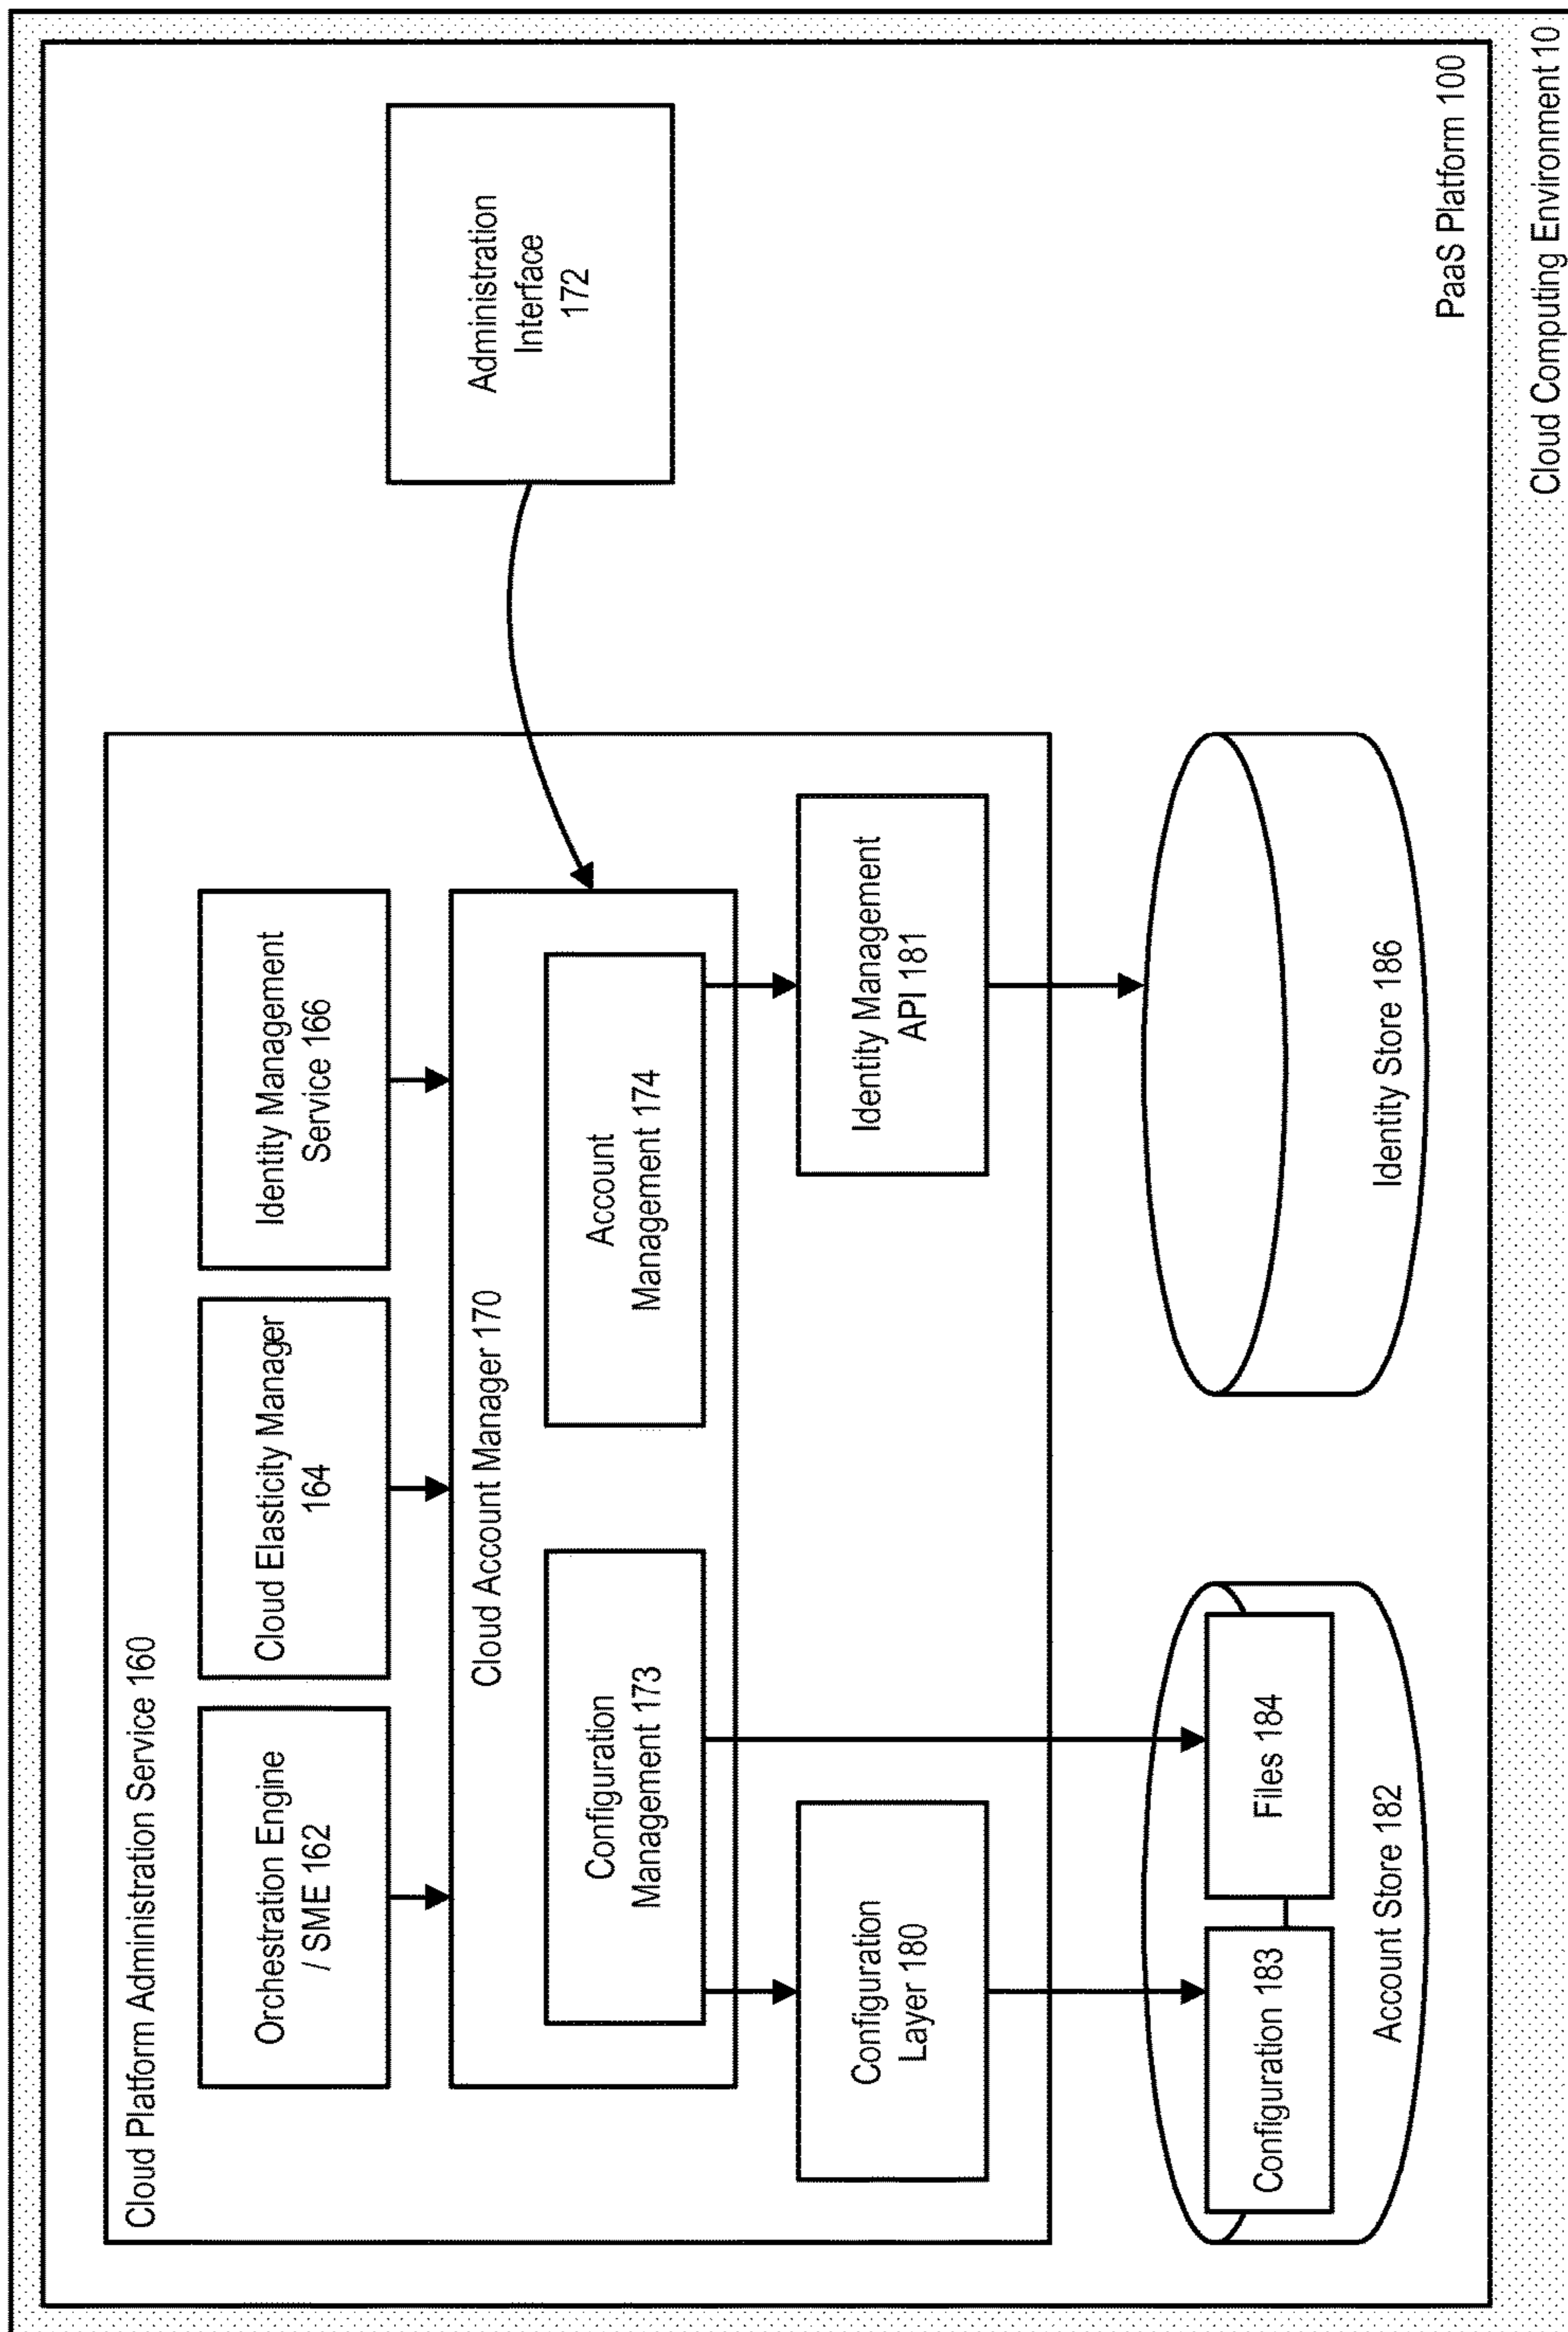 Cloud Platform Administration Service 160
Orchestration Engine
/ SME 162
Cloud Elasticity Manager
164
Identity Management
Service 166
Cloud Account Manager 170
Configuration
Management 173
Account
Management 174
Administration
Interface
172
Configuration
Layer 180
Identity Management
API 181
Configuration 183
Files 184
Account Store 182
Identity Store 186
PaaS Platform 100
Cloud Computing Environment 10